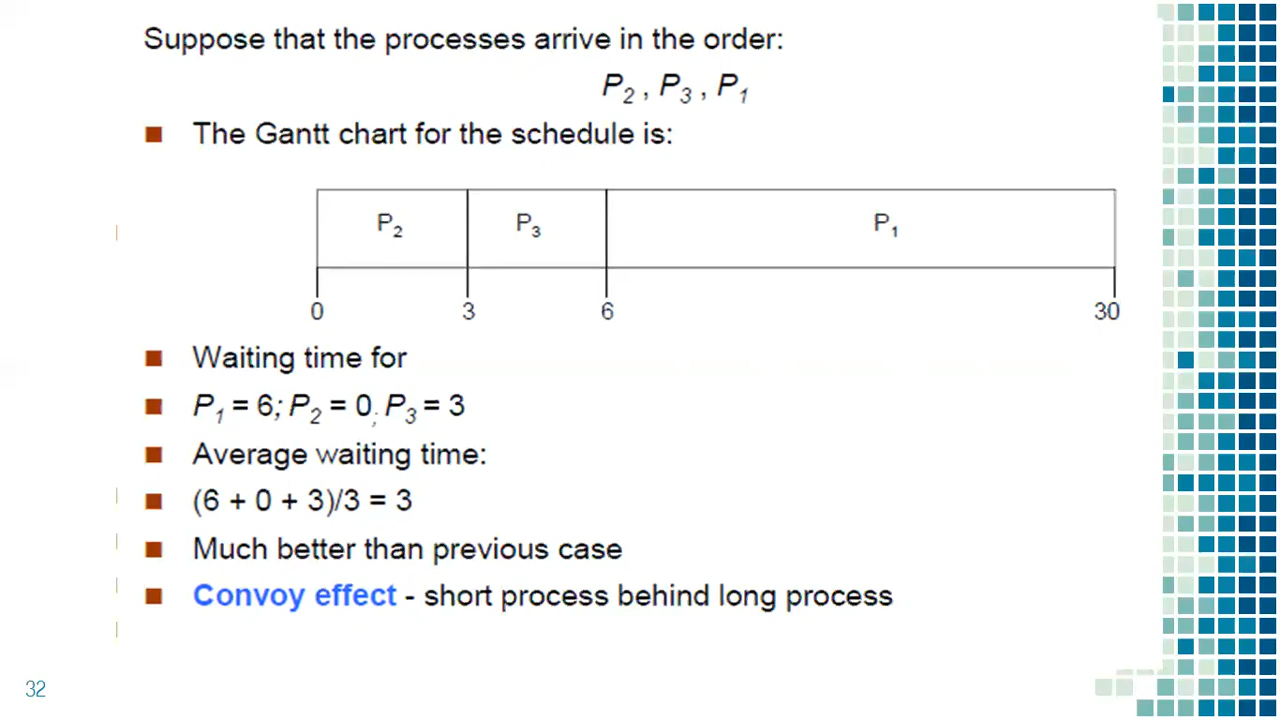 Suppose that the processes arrive in the order:
P2 , P3 , P1
■ The Gantt chart for the schedule is:
P2 P3 P1
0 3 6 30
■ Waiting time for
■ P1 = 6; P2 = 0; P3 = 3
■ Average waiting time:
■ (6 + 0 + 3)/3 = 3
■ Much better than previous case
■ Convoy effect - short process behind long process
32